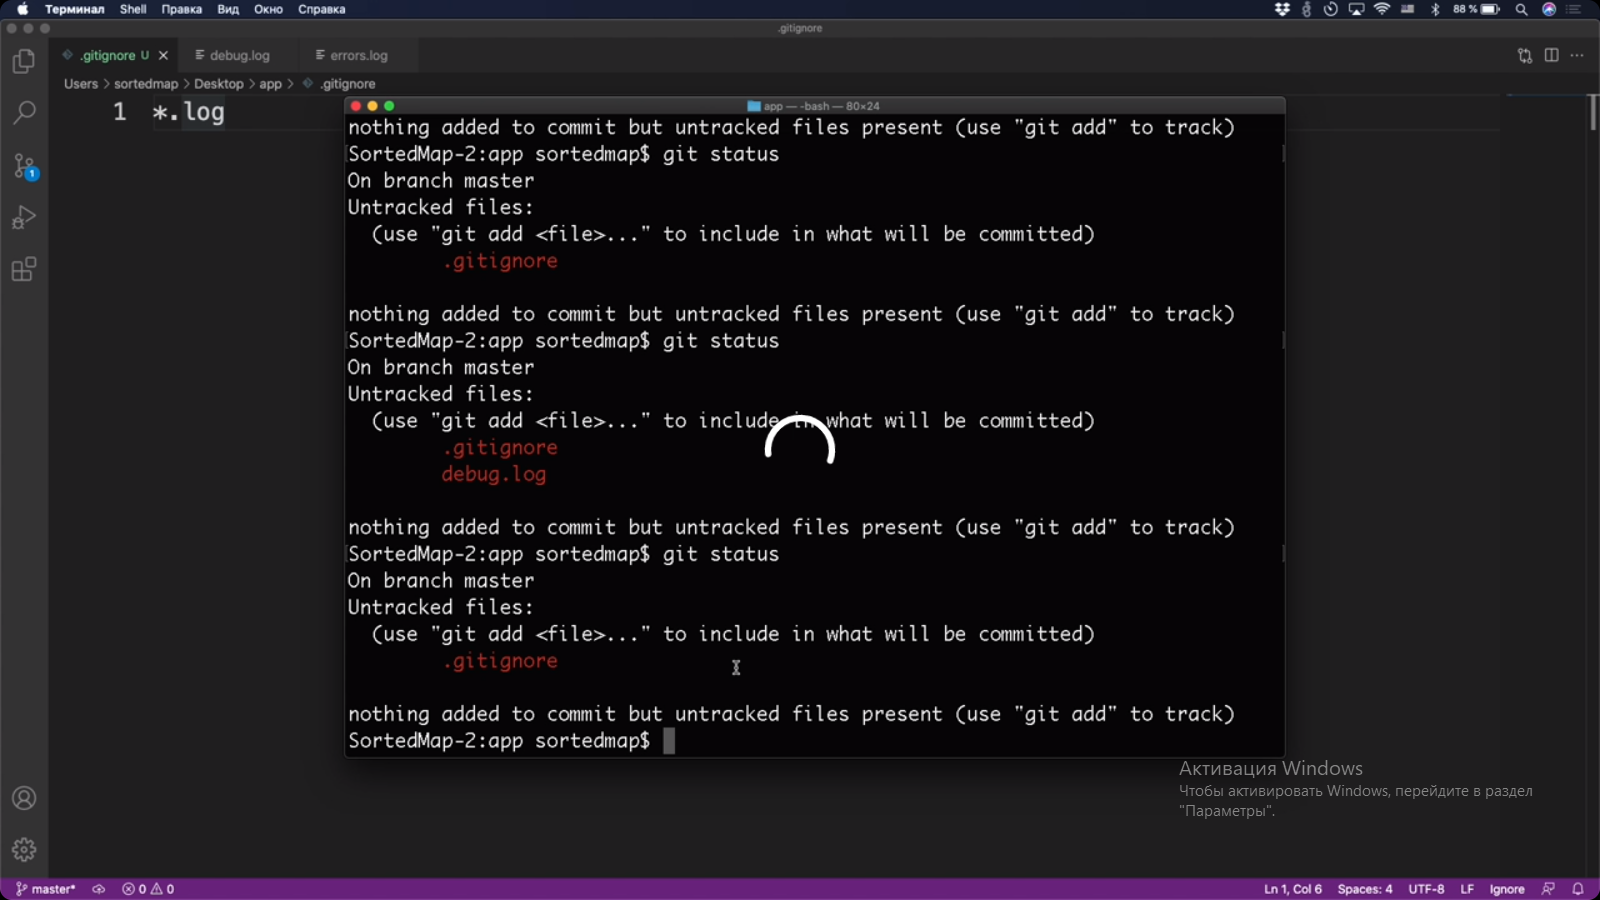 Терминал Shell Правка Вид Окно Справка 88 %
.gitignore
.gitignore U debug.log errors.log
Users > sortedmap > Desktop > app > .gitignore
1 *.log
app — -bash — 80×24
nothing added to commit but untracked files present (use "git add" to track)
SortedMap-2:app sortedmap$ git status
On branch master
Untracked files:
(use "git add <file>..." to include in what will be committed)
.gitignore
nothing added to commit but untracked files present (use "git add" to track)
SortedMap-2:app sortedmap$ git status
On branch master
Untracked files:
(use "git add <file>..." to include in what will be committed)
.gitignore
debug.log
nothing added to commit but untracked files present (use "git add" to track)
SortedMap-2:app sortedmap$ git status
On branch master
Untracked files:
(use "git add <file>..." to include in what will be committed)
.gitignore
nothing added to commit but untracked files present (use "git add" to track)
SortedMap-2:app sortedmap$
Активация Windows
Чтобы активировать Windows, перейдите в раздел
"Параметры".
1
master* 0 0 Ln 1, Col 6 Spaces: 4 UTF-8 LF Ignore